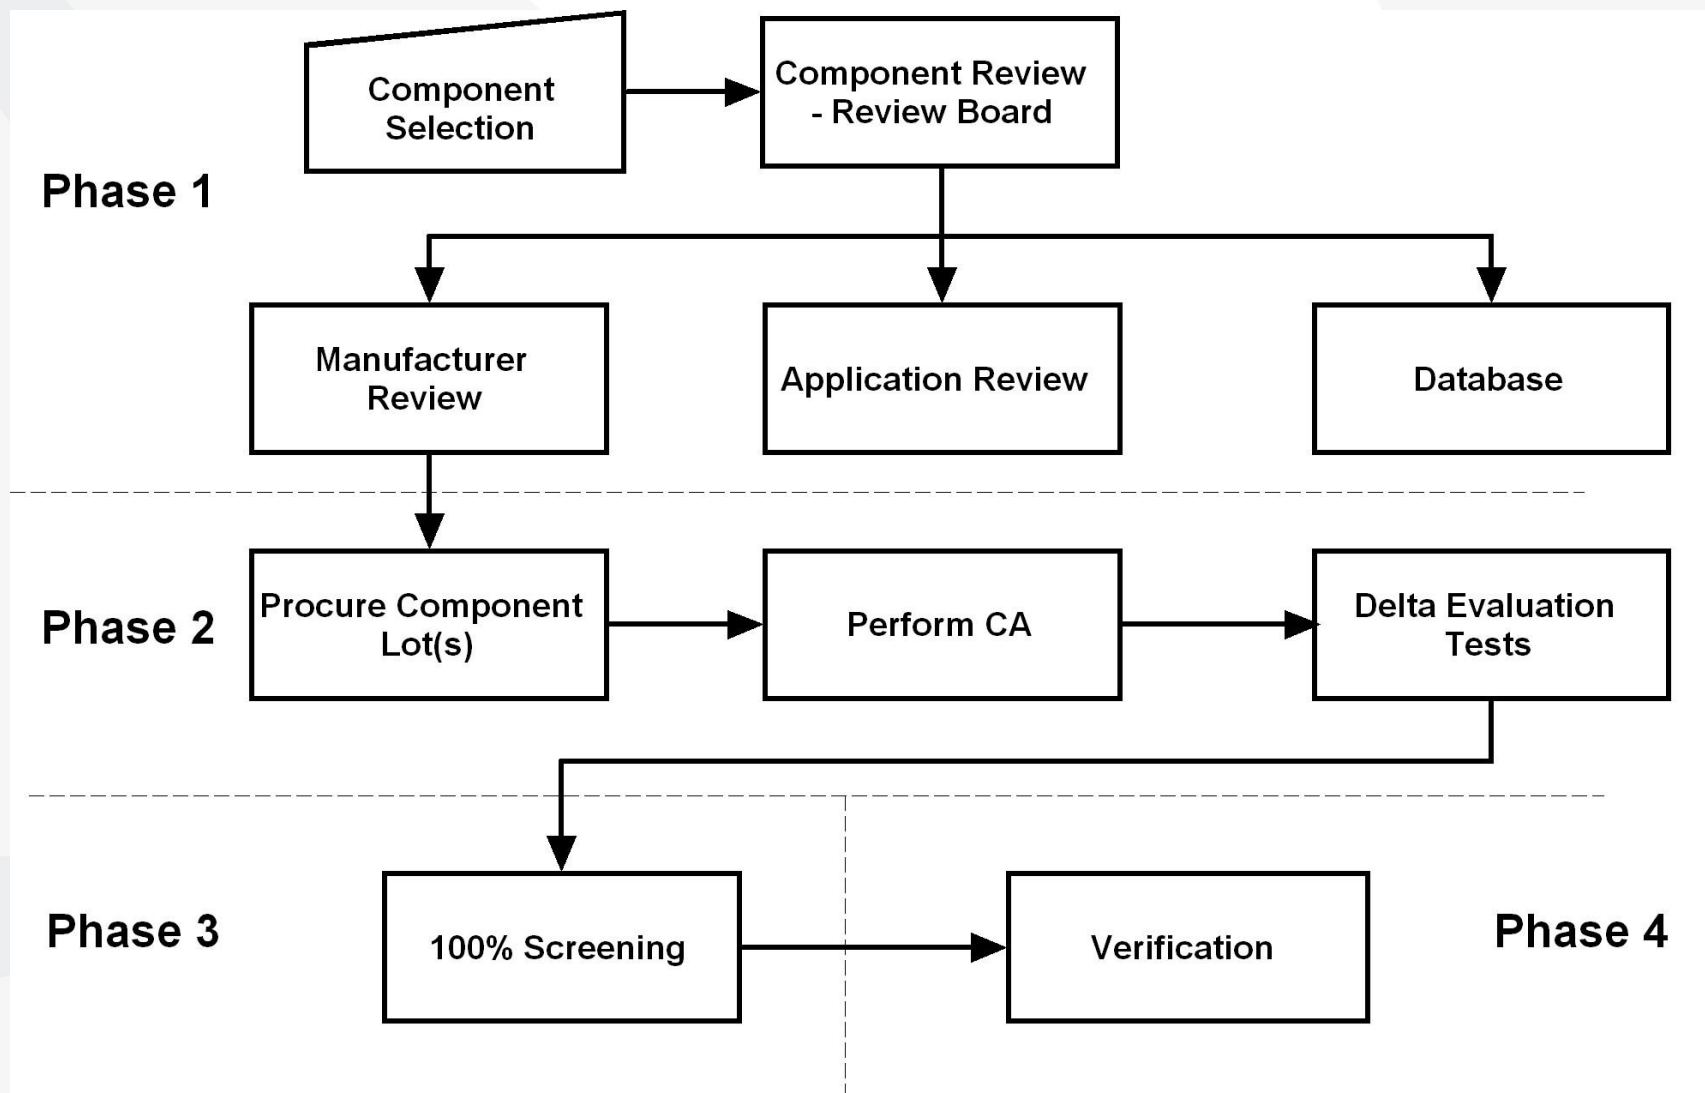 Component
Selection
Component Review
- Review Board
Phase 1
Manufacturer
Review
Application Review
Database
Phase 2
Procure Component
Lot(s)
Perform CA
Delta Evaluation
Tests
Phase 3
100% Screening
Verification
Phase 4